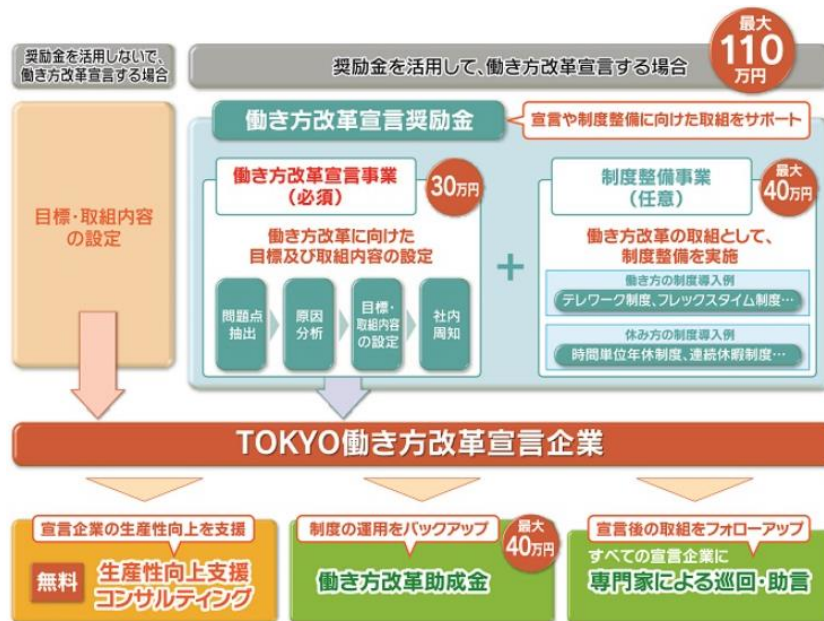 奨励金を活用しないで、
働き方改革宣言する場合
奨励金を活用して、働き方改革宣言する場合
最大
110
万円
目標・取組内容
の設定
働き方改革宣言奨励金
宣言や制度整備に向けた取組をサポート
働き方改革宣言事業
（必須）
30万円
働き方改革に向けた
目標及び取組内容の設定
問題点
抽出
原因
分析
目標・
取組内容
の設定
社内
周知
+
制度整備事業
（任意）
最大
40万円
働き方改革の取組として、
制度整備を実施
働き方の制度導入例
テレワーク制度、フレックスタイム制度…
休み方の制度導入例
時間単位年休制度、連続休暇制度…
TOKYO働き方改革宣言企業
宣言企業の生産性向上を支援
無料
生産性向上支援
コンサルティング
制度の運用をバックアップ
最大
40万円
働き方改革助成金
宣言後の取組をフォローアップ
すべての宣言企業に
専門家による巡回・助言